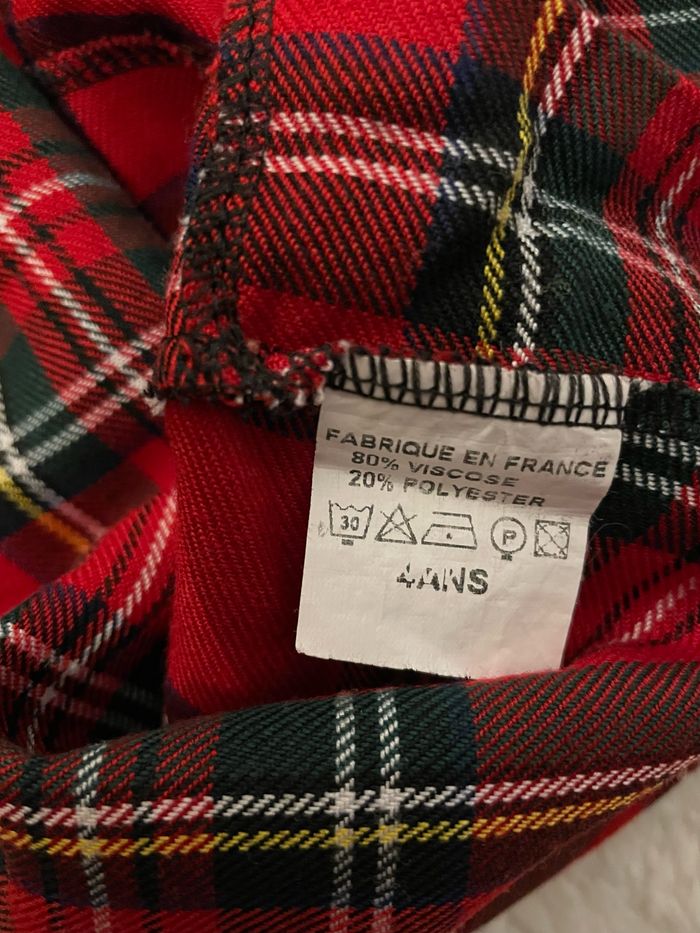 FABRIQUE EN FRANCE
80% VISCOSE
20% POLYESTER
30 P
4ANS